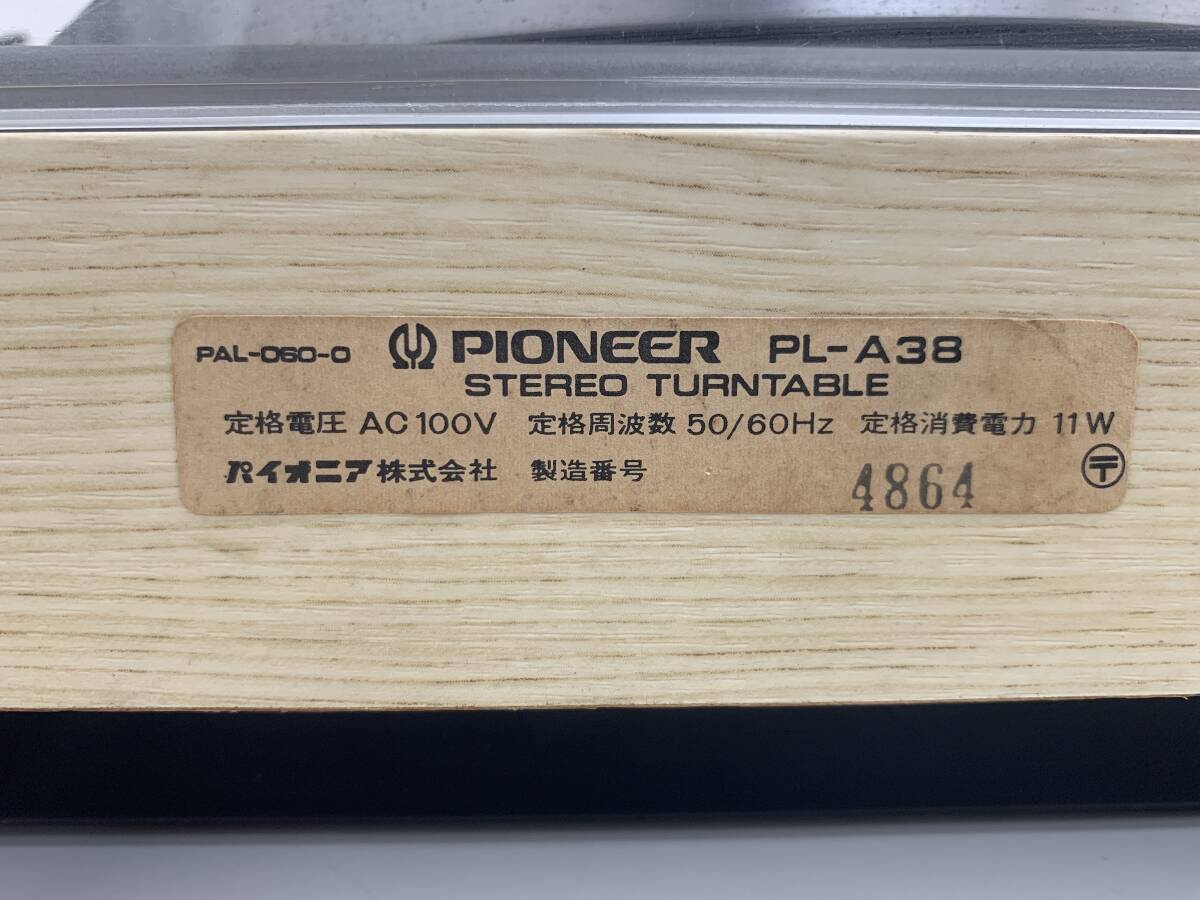 PAL-060-0 PIONEER PL-A38
STEREO TURNTABLE
定格電圧 AC100V 定格周波数 50/60Hz 定格消費電力 11W
パイオニア株式会社 製造番号 4864 〒